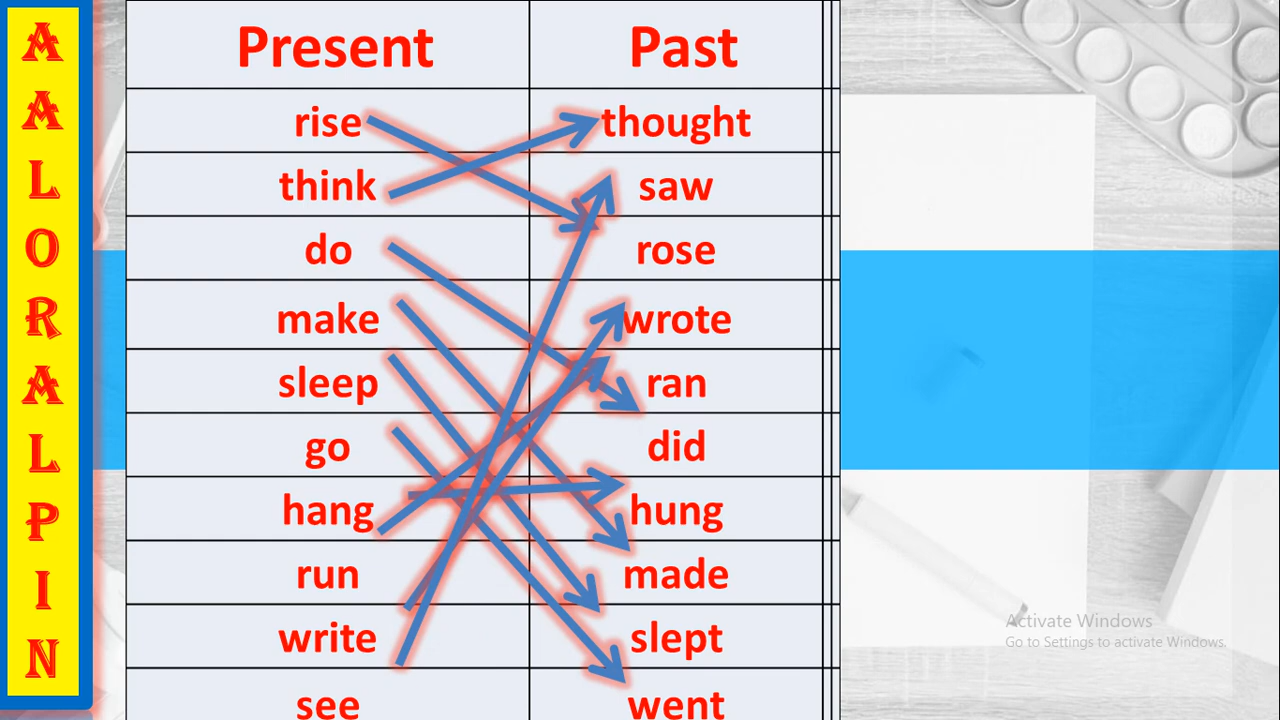 AALORALPIN
Present Past
rise thought
think saw
do rose
make wrote
sleep ran
go did
hang hung
run made
write slept
see went
Activate Windows
Go to Settings to activate Windows.